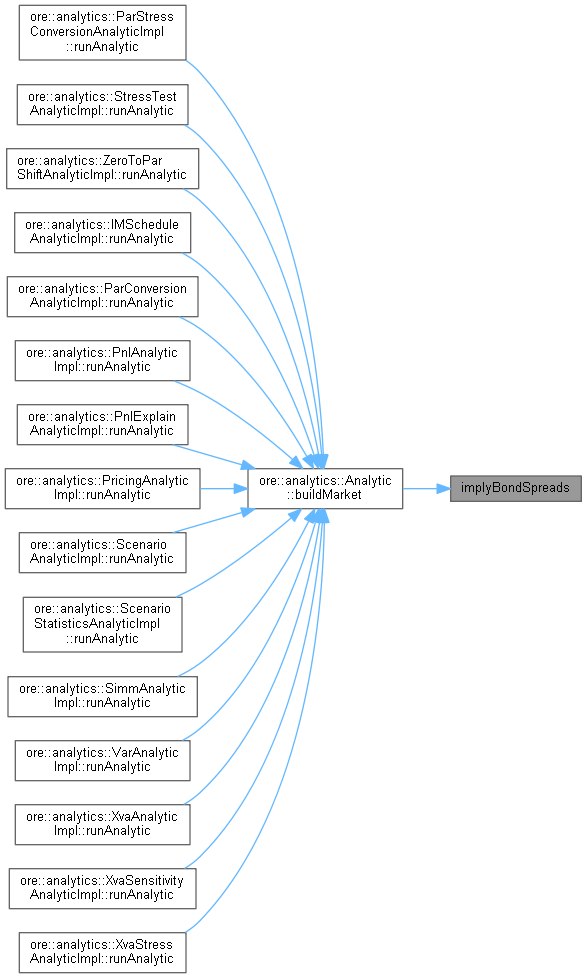 ore::analytics::ParStress
ConversionAnalyticImpl
::runAnalytic
ore::analytics::StressTest
AnalyticImpl::runAnalytic
ore::analytics::ZeroToPar
ShiftAnalyticImpl::runAnalytic
ore::analytics::IMSchedule
AnalyticImpl::runAnalytic
ore::analytics::ParConversion
AnalyticImpl::runAnalytic
ore::analytics::PnlAnalytic
Impl::runAnalytic
ore::analytics::PnlExplain
AnalyticImpl::runAnalytic
ore::analytics::PricingAnalytic
Impl::runAnalytic
ore::analytics::Analytic
::buildMarket
implyBondSpreads
ore::analytics::Scenario
AnalyticImpl::runAnalytic
ore::analytics::Scenario
StatisticsAnalyticImpl
::runAnalytic
ore::analytics::SimmAnalytic
Impl::runAnalytic
ore::analytics::VarAnalytic
Impl::runAnalytic
ore::analytics::XvaAnalytic
Impl::runAnalytic
ore::analytics::XvaSensitivity
AnalyticImpl::runAnalytic
ore::analytics::XvaStress
AnalyticImpl::runAnalytic